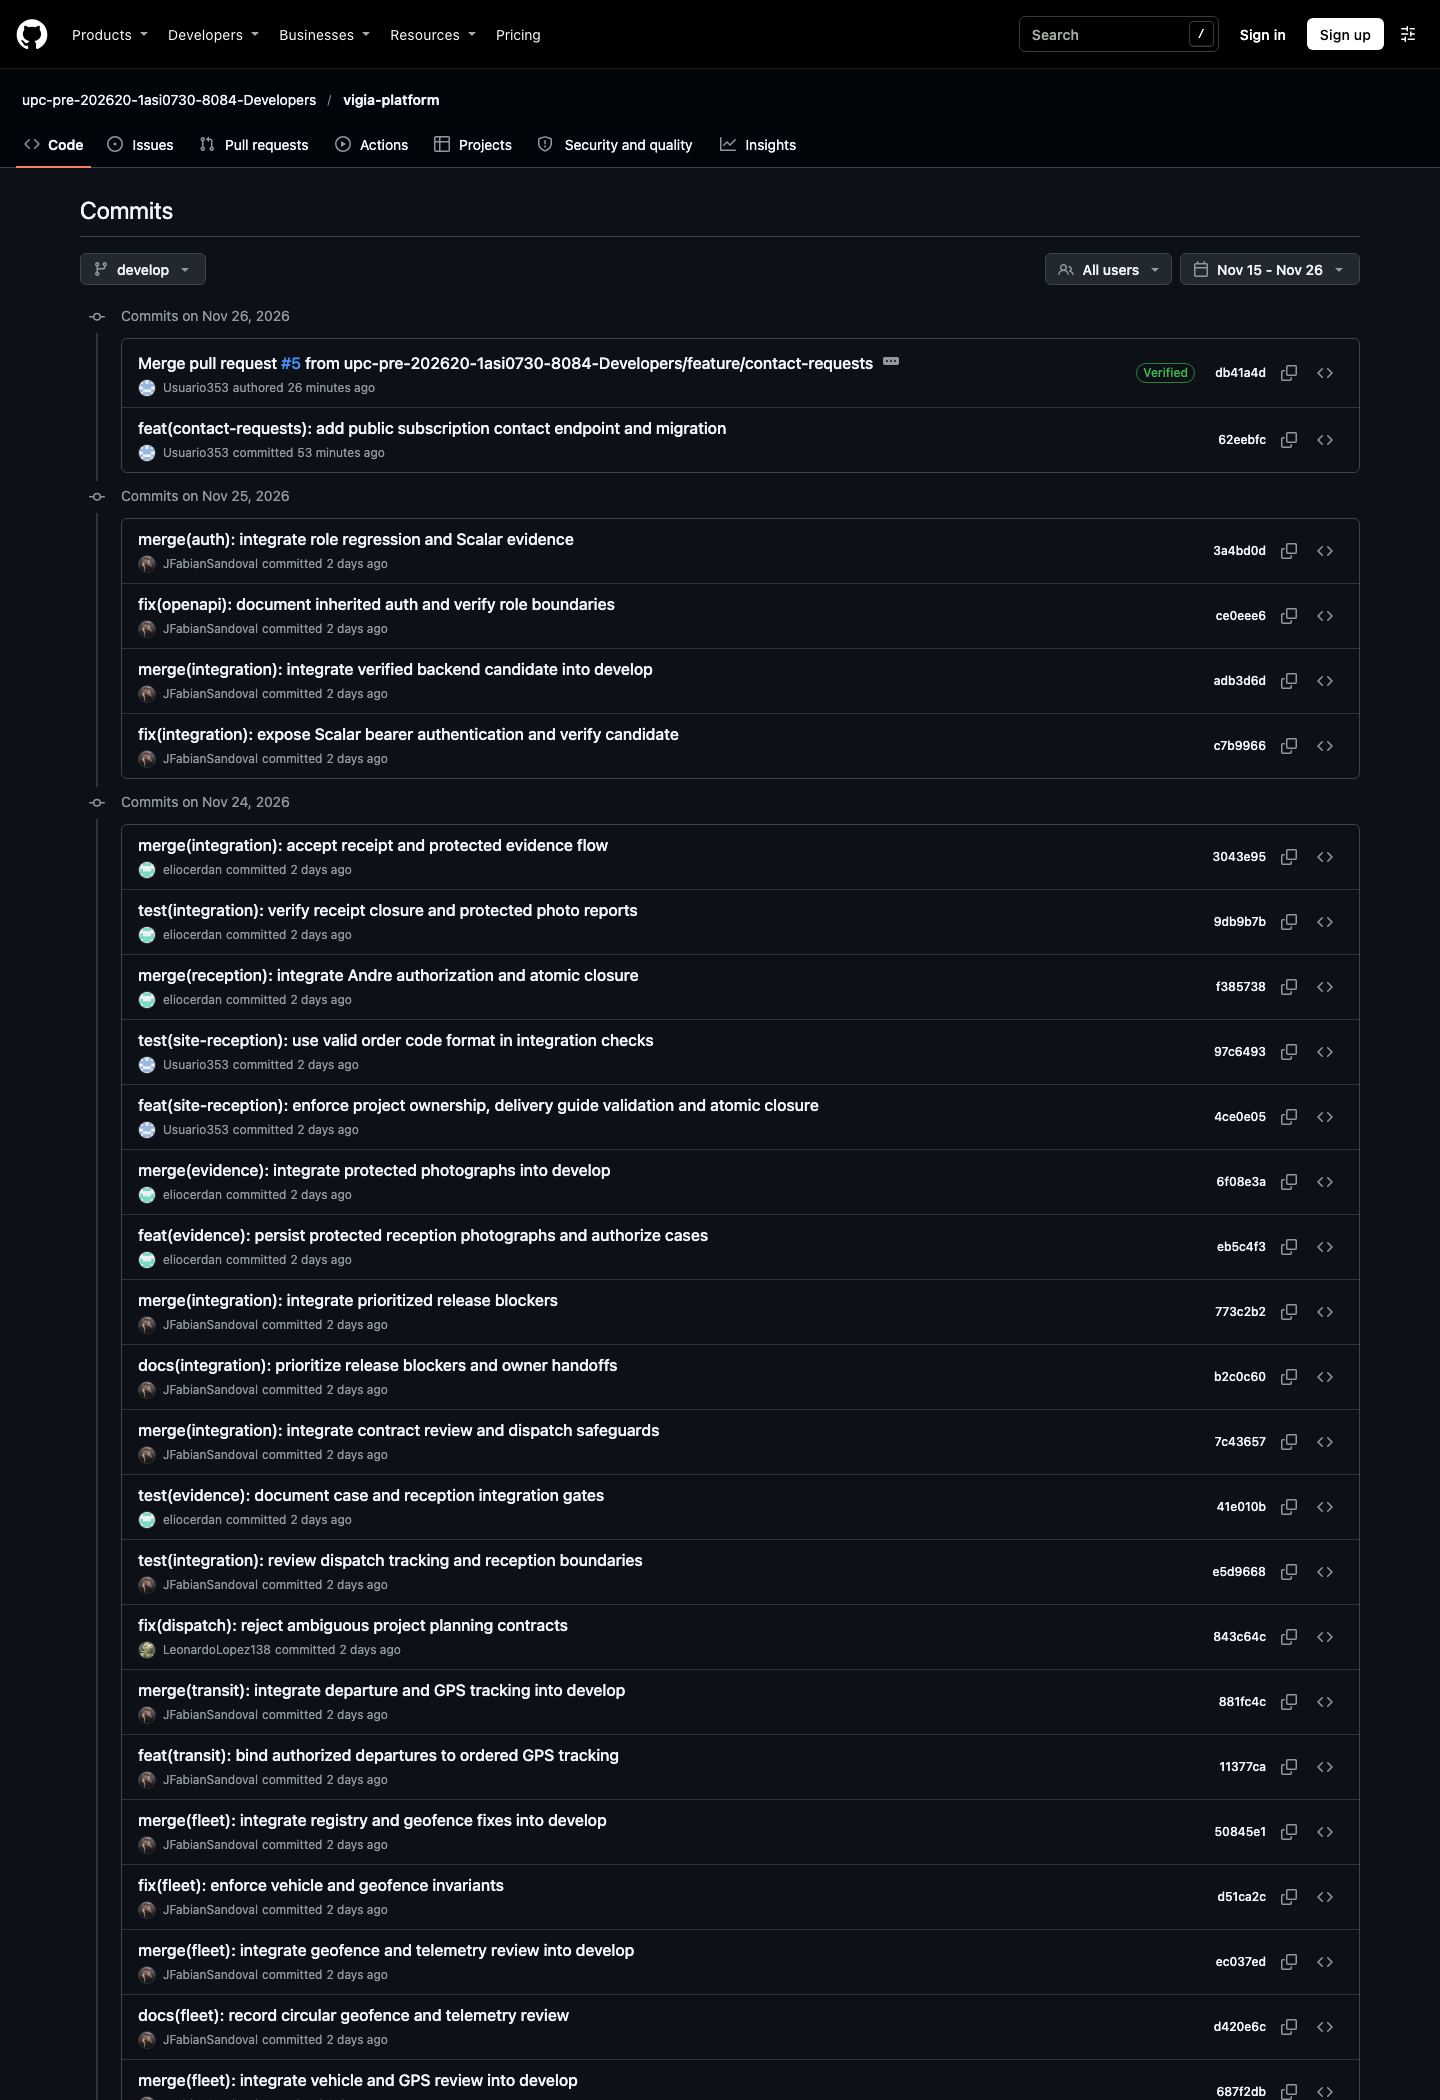 Products Developers Businesses Resources Pricing Search / Sign in Sign up
upc-pre-202620-1asi0730-8084-Developers / vigia-platform
Code Issues Pull requests Actions Projects Security and quality Insights
Commits
develop All users Nov 15 - Nov 26
Commits on Nov 26, 2026
Merge pull request #5 from upc-pre-202620-1asi0730-8084-Developers/feature/contact-requests
Usuario353 authored 26 minutes ago
Verified db41a4d
feat(contact-requests): add public subscription contact endpoint and migration
Usuario353 committed 53 minutes ago
62eebfc
Commits on Nov 25, 2026
merge(auth): integrate role regression and Scalar evidence
JFabianSandoval committed 2 days ago
3a4bd0d
fix(openapi): document inherited auth and verify role boundaries
JFabianSandoval committed 2 days ago
ce0eee6
merge(integration): integrate verified backend candidate into develop
JFabianSandoval committed 2 days ago
adb3d6d
fix(integration): expose Scalar bearer authentication and verify candidate
JFabianSandoval committed 2 days ago
c7b9966
Commits on Nov 24, 2026
merge(integration): accept receipt and protected evidence flow
eliocerdan committed 2 days ago
3043e95
test(integration): verify receipt closure and protected photo reports
eliocerdan committed 2 days ago
9db9b7b
merge(reception): integrate Andre authorization and atomic closure
eliocerdan committed 2 days ago
f385738
test(site-reception): use valid order code format in integration checks
Usuario353 committed 2 days ago
97c6493
feat(site-reception): enforce project ownership, delivery guide validation and atomic closure
Usuario353 committed 2 days ago
4ce0e05
merge(evidence): integrate protected photographs into develop
eliocerdan committed 2 days ago
6f08e3a
feat(evidence): persist protected reception photographs and authorize cases
eliocerdan committed 2 days ago
eb5c4f3
merge(integration): integrate prioritized release blockers
JFabianSandoval committed 2 days ago
773c2b2
docs(integration): prioritize release blockers and owner handoffs
JFabianSandoval committed 2 days ago
b2c0c60
merge(integration): integrate contract review and dispatch safeguards
JFabianSandoval committed 2 days ago
7c43657
test(evidence): document case and reception integration gates
eliocerdan committed 2 days ago
41e010b
test(integration): review dispatch tracking and reception boundaries
JFabianSandoval committed 2 days ago
e5d9668
fix(dispatch): reject ambiguous project planning contracts
LeonardoLopez138 committed 2 days ago
843c64c
merge(transit): integrate departure and GPS tracking into develop
JFabianSandoval committed 2 days ago
881fc4c
feat(transit): bind authorized departures to ordered GPS tracking
JFabianSandoval committed 2 days ago
11377ca
merge(fleet): integrate registry and geofence fixes into develop
JFabianSandoval committed 2 days ago
50845e1
fix(fleet): enforce vehicle and geofence invariants
JFabianSandoval committed 2 days ago
d51ca2c
merge(fleet): integrate geofence and telemetry review into develop
JFabianSandoval committed 2 days ago
ec037ed
docs(fleet): record circular geofence and telemetry review
JFabianSandoval committed 2 days ago
d420e6c
merge(fleet): integrate vehicle and GPS review into develop
687f2db